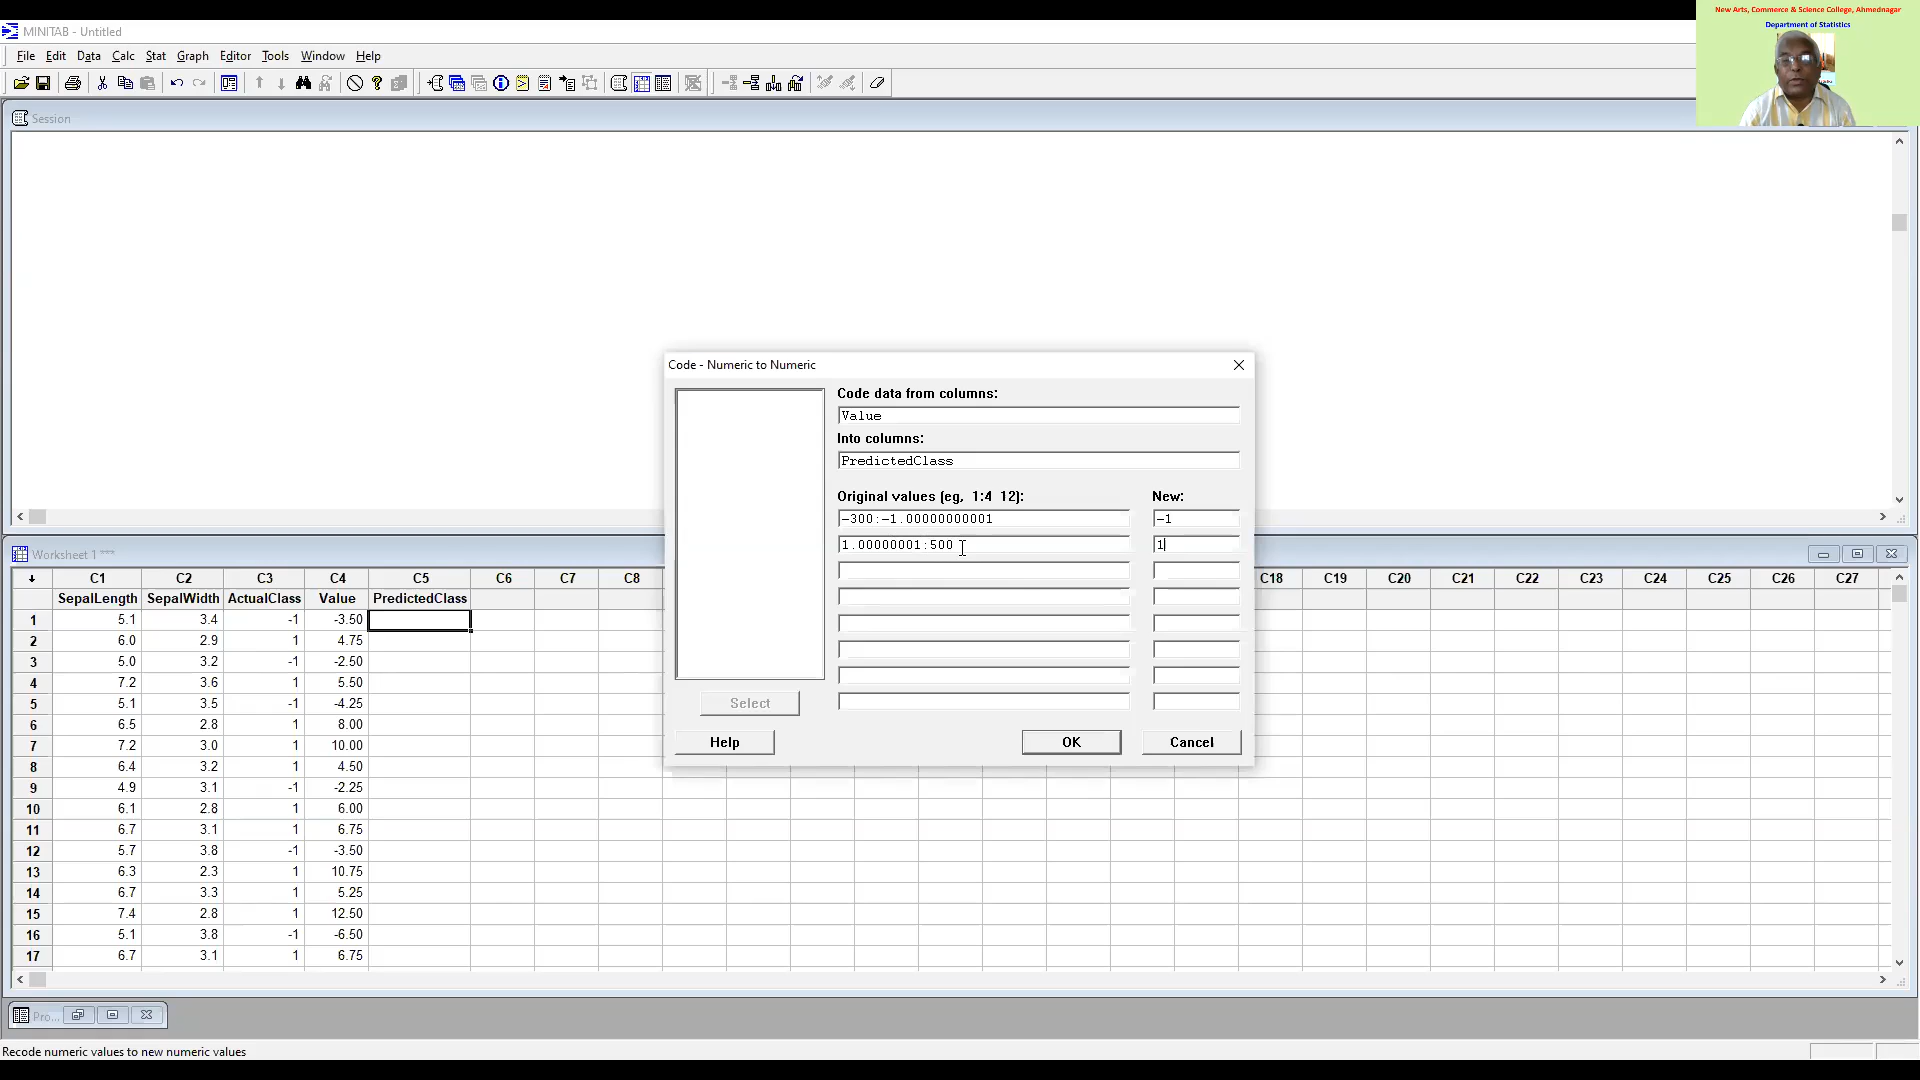 New Arts, Commerce & Science College, Ahmednagar
Department of Statistics
MINITAB - Untitled
File Edit Data Calc Stat Graph Editor Tools Window Help
Session
Code - Numeric to Numeric
Code data from columns:
Value
Into columns:
PredictedClass
Original values (eg, 1:4 12): New:
-300:-1.00000000001 -1
1.00000001:500 1
Select
Help OK Cancel
Worksheet 1 ***
C1 C2 C3 C4 C5 C6 C7 C8 C18 C19 C20 C21 C22 C23 C24 C25 C26 C27
SepalLength SepalWidth ActualClass Value PredictedClass
1 5.1 3.4 -1 -3.50
2 6.0 2.9 1 4.75
3 5.0 3.2 -1 -2.50
4 7.2 3.6 1 5.50
5 5.1 3.5 -1 -4.25
6 6.5 2.8 1 8.00
7 7.2 3.0 1 10.00
8 6.4 3.2 1 4.50
9 4.9 3.1 -1 -2.25
10 6.1 2.8 1 6.00
11 6.7 3.1 1 6.75
12 5.7 3.8 -1 -3.50
13 6.3 2.3 1 10.75
14 6.7 3.3 1 5.25
15 7.4 2.8 1 12.50
16 5.1 3.8 -1 -6.50
17 6.7 3.1 1 6.75
Pro...
Recode numeric values to new numeric values